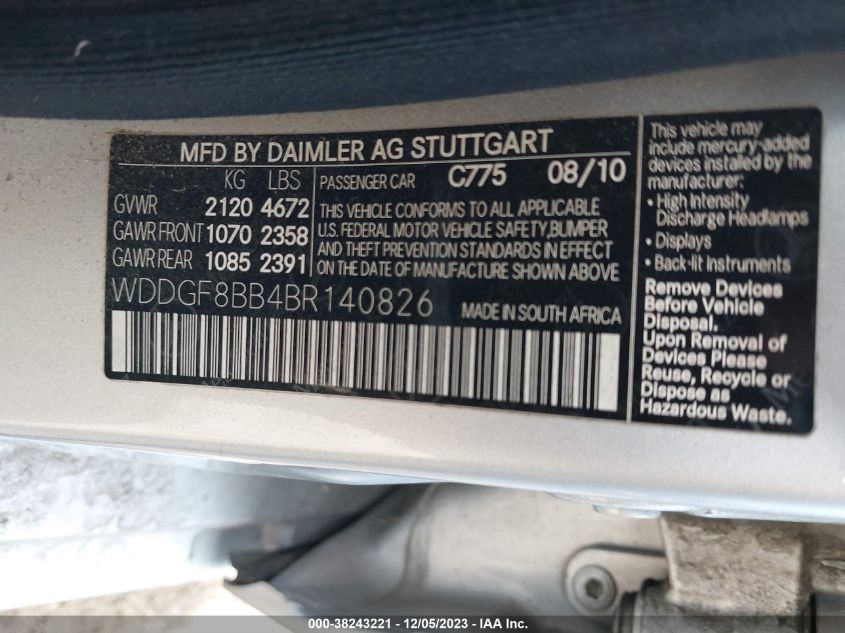 MFD BY DAIMLER AG STUTTGART
KG LBS
GVWR 2120 4672
GAWR FRONT 1070 2358
GAWR REAR 1085 2391
PASSENGER CAR C775 08/10
THIS VEHICLE CONFORMS TO ALL APPLICABLE
U.S. FEDERAL MOTOR VEHICLE SAFETY, BUMPER
AND THEFT PREVENTION STANDARDS IN EFFECT
ON THE DATE OF MANUFACTURE SHOWN ABOVE
WDDGF8BB4BR140826 MADE IN SOUTH AFRICA
This vehicle may
include mercury-added
devices installed by the
manufacturer:
• High Intensity
Discharge Headlamps
• Displays
• Back-lit Instruments
Remove Devices
Before Vehicle
Disposal.
Upon Removal of
Devices Please
Reuse, Recycle or
Dispose as
Hazardous Waste.
000-38243221 - 12/05/2023 - IAA Inc.